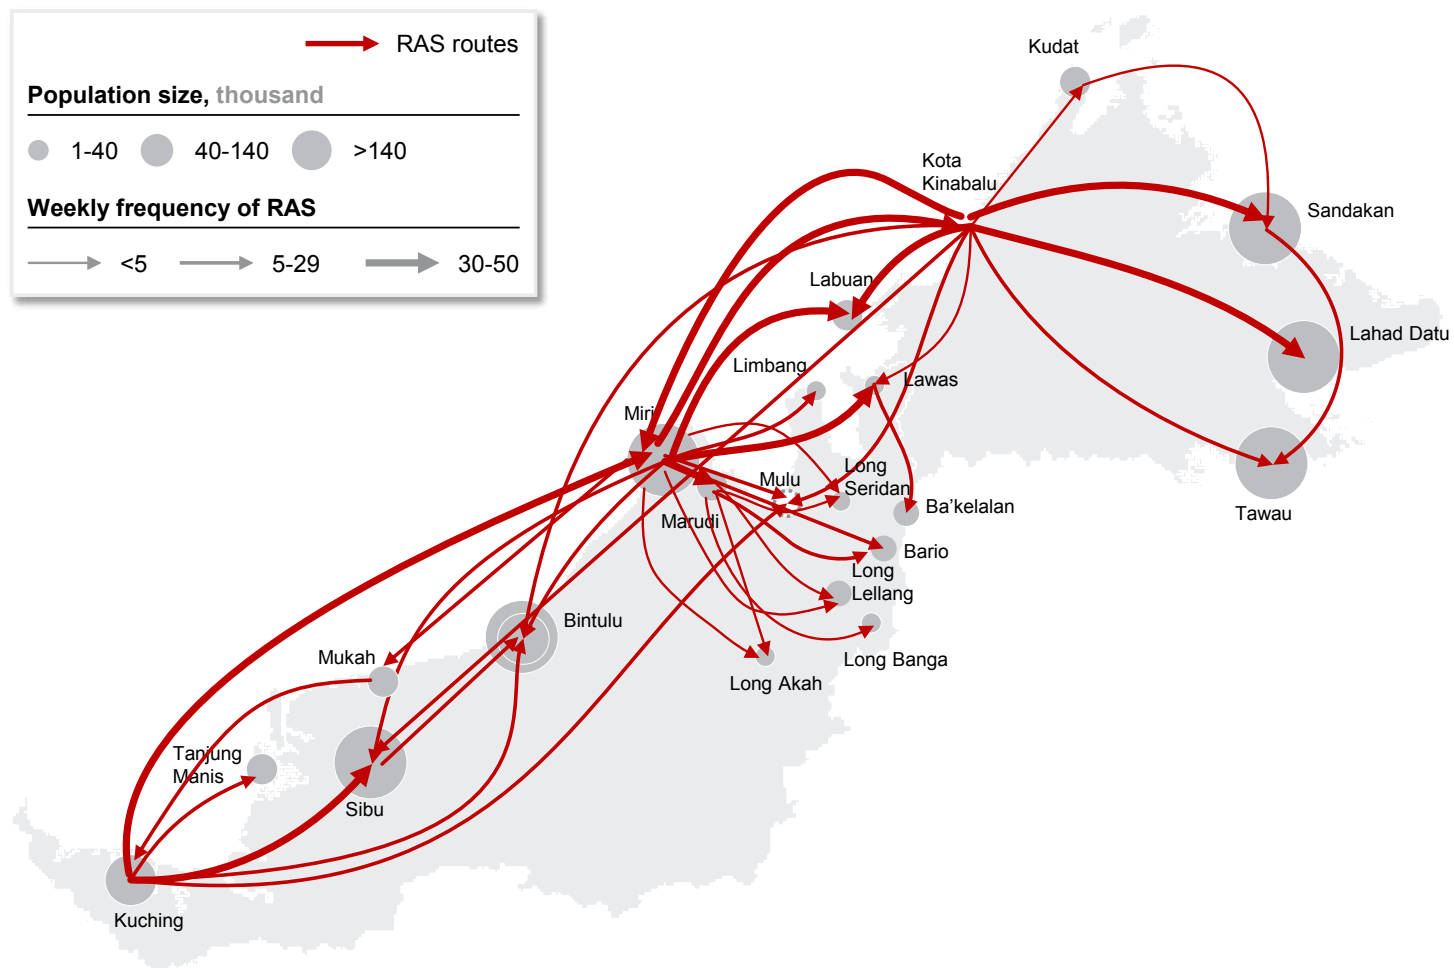 RAS routes
Population size, thousand
1-40
40-140
>140
Weekly frequency of RAS
<5
5-29
30-50
Kudat
Kota
Kinabalu
Sandakan
Labuan
Lahad Datu
Limbang
Lawas
Miri
Mulu
Long
Seridan
Marudi
Ba'kelalan
Tawau
Bario
Long
Lellang
Bintulu
Mukah
Long Banga
Long Akah
Tanjung
Manis
Sibu
Kuching